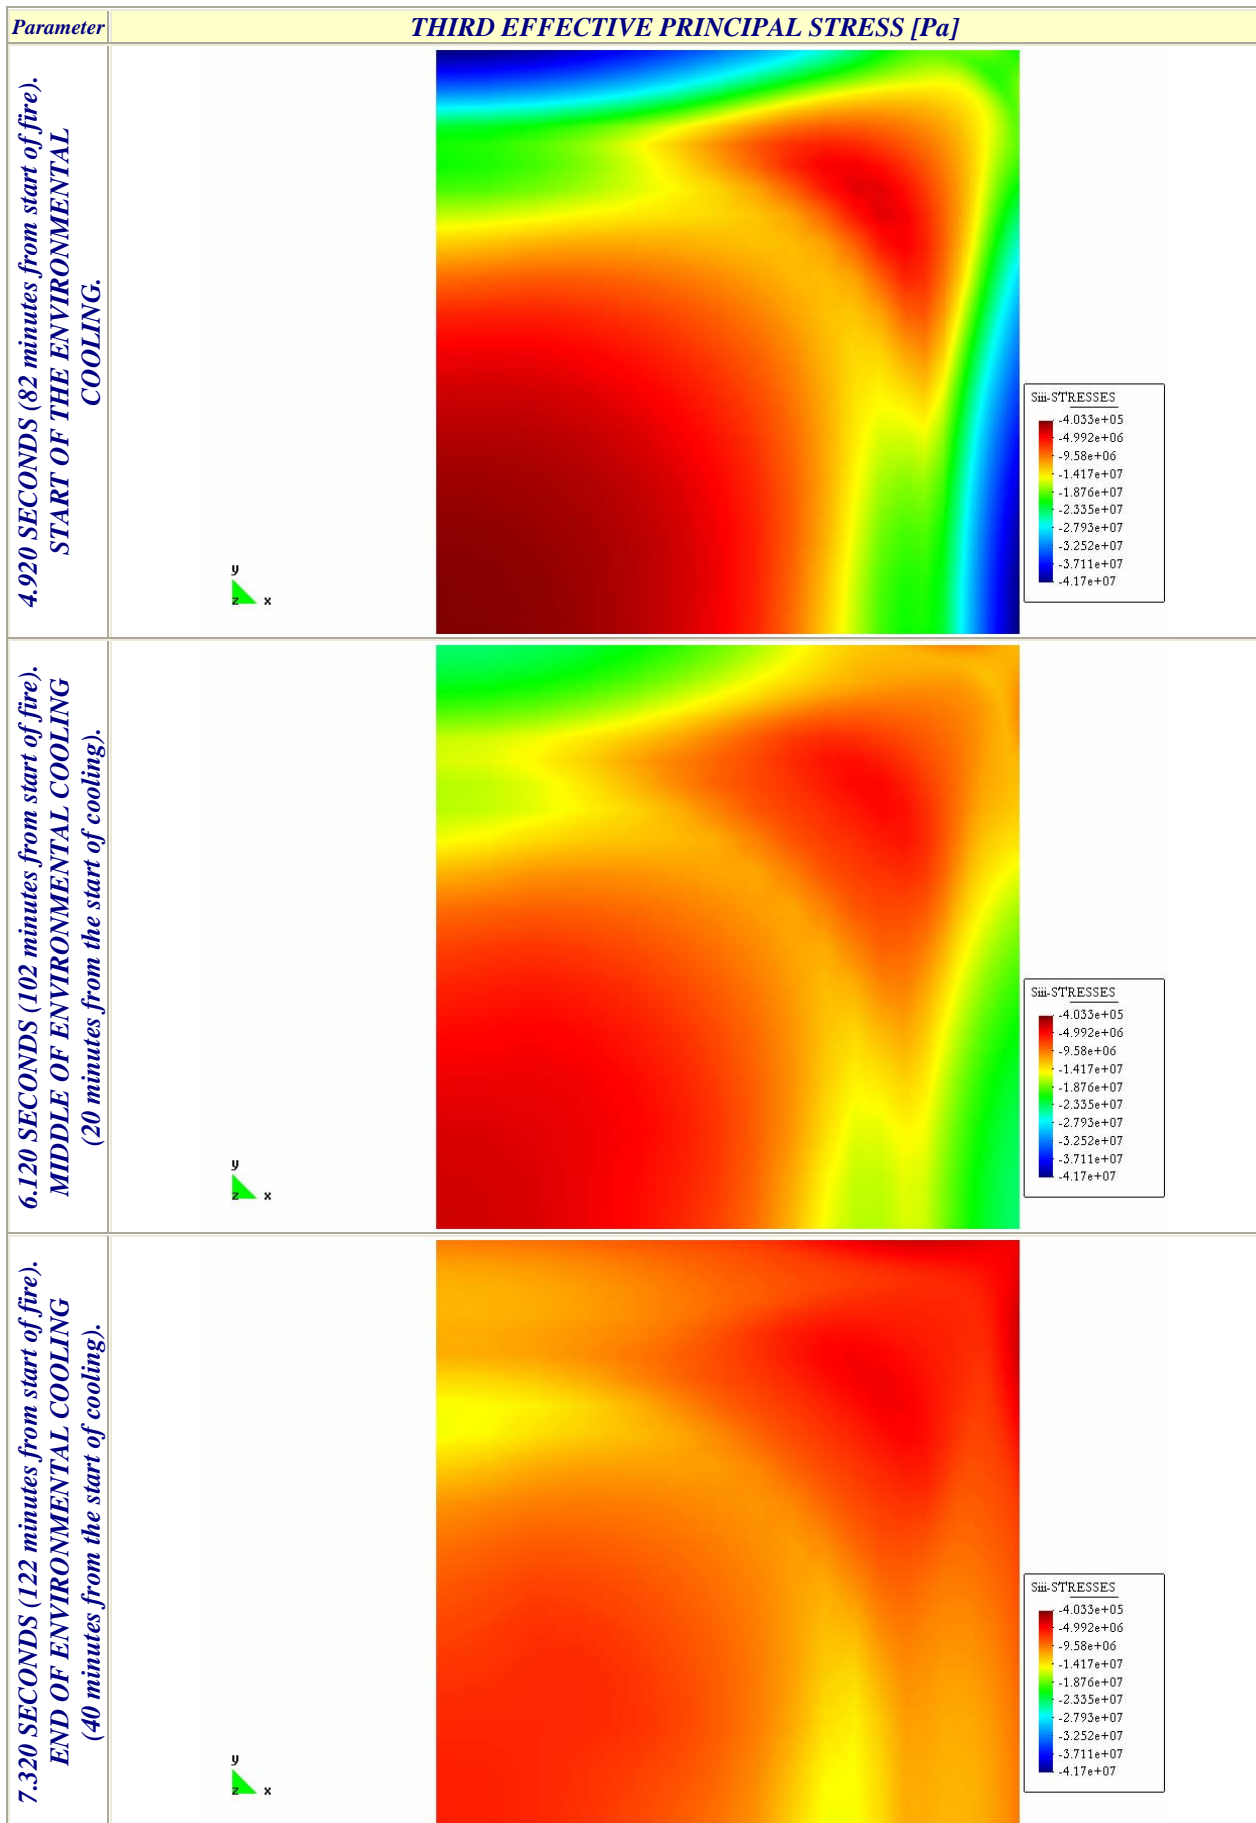 Parameter
THIRD EFFECTIVE PRINCIPAL STRESS [Pa]
4.920 SECONDS (82 minutes from start of fire).
START OF THE ENVIRONMENTAL
COOLING.
y
z x
Siii-STRESSES
-4.033e+05
-4.992e+06
-9.58e+06
-1.417e+07
-1.876e+07
-2.335e+07
-2.793e+07
-3.252e+07
-3.711e+07
-4.17e+07
6.120 SECONDS (102 minutes from start of fire).
MIDDLE OF ENVIRONMENTAL COOLING
(20 minutes from the start of cooling).
y
z x
Siii-STRESSES
-4.033e+05
-4.992e+06
-9.58e+06
-1.417e+07
-1.876e+07
-2.335e+07
-2.793e+07
-3.252e+07
-3.711e+07
-4.17e+07
7.320 SECONDS (122 minutes from start of fire).
END OF ENVIRONMENTAL COOLING
(40 minutes from the start of cooling).
y
z x
Siii-STRESSES
-4.033e+05
-4.992e+06
-9.58e+06
-1.417e+07
-1.876e+07
-2.335e+07
-2.793e+07
-3.252e+07
-3.711e+07
-4.17e+07